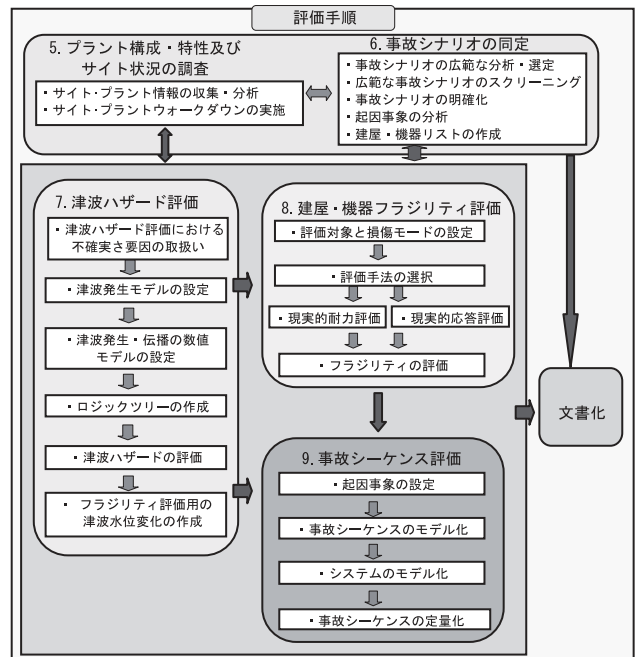 評価手順
5. プラント構成・特性及び
サイト状況の調査
・サイト・プラント情報の収集・分析
・サイト・プラントウォークダウンの実施
6. 事故シナリオの同定
・事故シナリオの広範な分析・選定
・広範な事故シナリオのスクリーニング
・事故シナリオの明確化
・起因事象の分析
・建屋・機器リストの作成
7. 津波ハザード評価
・津波ハザード評価における
不確実さ要因の取扱い
・津波発生モデルの設定
・津波発生・伝播の数値
モデルの設定
・ロジックツリーの作成
・津波ハザードの評価
・フラジリティ評価用の
津波水位変化の作成
8. 建屋・機器フラジリティ評価
・評価対象と損傷モードの設定
・評価手法の選択
・現実的耐力評価
・現実的応答評価
・フラジリティの評価
9. 事故シーケンス評価
・起因事象の設定
・事故シーケンスのモデル化
・システムのモデル化
・事故シーケンスの定量化
文書化